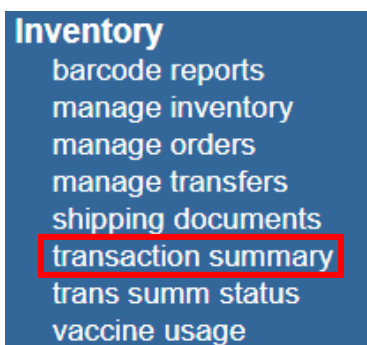 Inventory
barcode reports
manage inventory
manage orders
manage transfers
shipping documents
transaction summary
trans summ status
vaccine usage